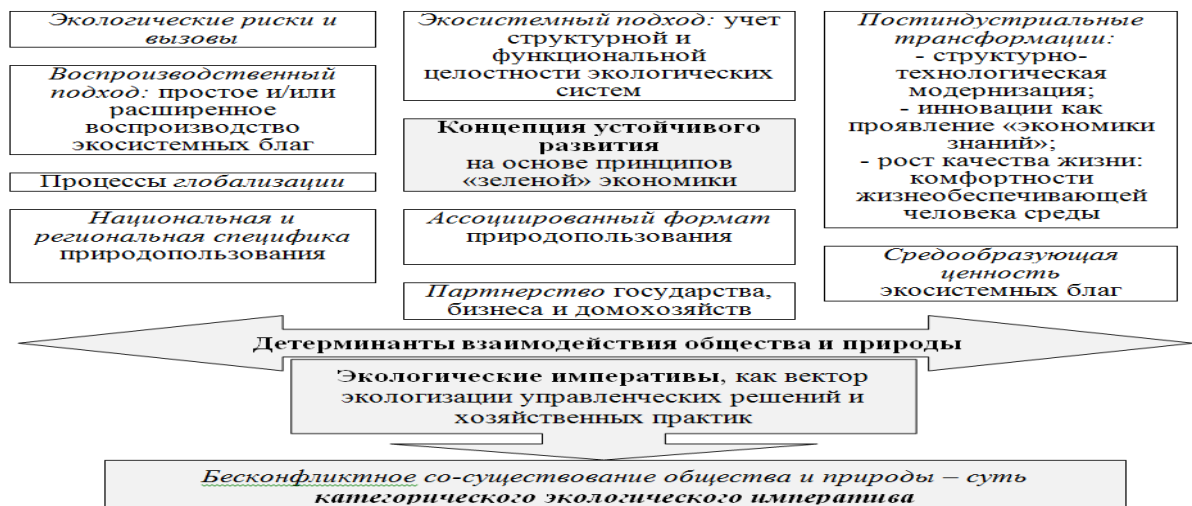 Экологические риски и
вызовы
Воспроизводственный
подход: простое и/или
расширенное
воспроизводство
экосистемных благ
Процессы глобализации
Национальная и
региональная специфика
природопользования
Экосистемный подход: учет
структурной и
функциональной
целостности экологических
систем
Концепция устойчивого
развития
на основе принципов
«зеленой» экономики
Ассоциированный формат
природопользования
Партнерство государства,
бизнеса и домохозяйств
Постиндустриальные
трансформации:
- структурно-
технологическая
модернизация;
- инновации как
проявление «экономики
знаний»;
- рост качества жизни:
комфортности
жизнеобеспечивающей
человека среды
Средообразующая
ценность
экосистемных благ
Детерминанты взаимодействия общества и природы
Экологические императивы, как вектор
экологизации управленческих решений и
хозяйственных практик
Бесконфликтное со-существование общества и природы – суть
категорического экологического императива